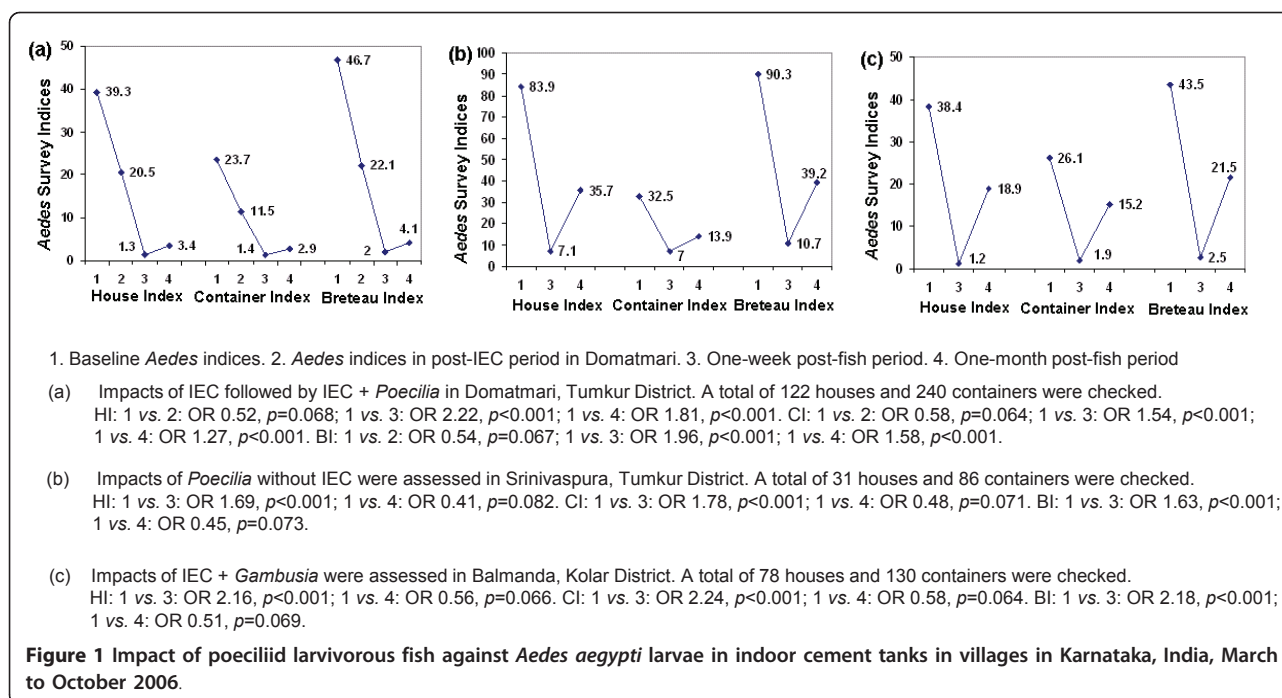 (a)
50
40
30
20
10
0
Aedes Survey Indices
39.3
20.5
1.3
3.4
23.7
11.5
1.4
2.9
46.7
22.1
2
4.1
1 2 3 4 1 2 3 4 1 2 3 4
House Index Container Index Breteau Index
(b)
100
90
80
70
60
50
40
30
20
10
0
Aedes Survey Indices
83.9
7.1
35.7
32.5
7
13.9
90.3
10.7
39.2
1 3 4 1 3 4 1 3 4
House Index Container Index Breteau Index
(c)
50
40
30
20
10
0
Aedes Survey Indices
38.4
1.2
18.9
26.1
1.9
15.2
43.5
2.5
21.5
1 3 4 1 3 4 1 3 4
House Index Container Index Breteau Index
1. Baseline Aedes indices. 2. Aedes indices in post-IEC period in Domatmari. 3. One-week post-fish period. 4. One-month post-fish period
(a) Impacts of IEC followed by IEC + Poecilia in Domatmari, Tumkur District. A total of 122 houses and 240 containers were checked.
HI: 1 vs. 2: OR 0.52, p=0.068; 1 vs. 3: OR 2.22, p<0.001; 1 vs. 4: OR 1.81, p<0.001. CI: 1 vs. 2: OR 0.58, p=0.064; 1 vs. 3: OR 1.54, p<0.001;
1 vs. 4: OR 1.27, p<0.001. BI: 1 vs. 2: OR 0.54, p=0.067; 1 vs. 3: OR 1.96, p<0.001; 1 vs. 4: OR 1.58, p<0.001.
(b) Impacts of Poecilia without IEC were assessed in Srinivaspura, Tumkur District. A total of 31 houses and 86 containers were checked.
HI: 1 vs. 3: OR 1.69, p<0.001; 1 vs. 4: OR 0.41, p=0.082. CI: 1 vs. 3: OR 1.78, p<0.001; 1 vs. 4: OR 0.48, p=0.071. BI: 1 vs. 3: OR 1.63, p<0.001;
1 vs. 4: OR 0.45, p=0.073.
(c) Impacts of IEC + Gambusia were assessed in Balmanda, Kolar District. A total of 78 houses and 130 containers were checked.
HI: 1 vs. 3: OR 2.16, p<0.001; 1 vs. 4: OR 0.56, p=0.066. CI: 1 vs. 3: OR 2.24, p<0.001; 1 vs. 4: OR 0.58, p=0.064. BI: 1 vs. 3: OR 2.18, p<0.001;
1 vs. 4: OR 0.51, p=0.069.
Figure 1 Impact of poeciliid larvivorous fish against Aedes aegypti larvae in indoor cement tanks in villages in Karnataka, India, March
to October 2006.